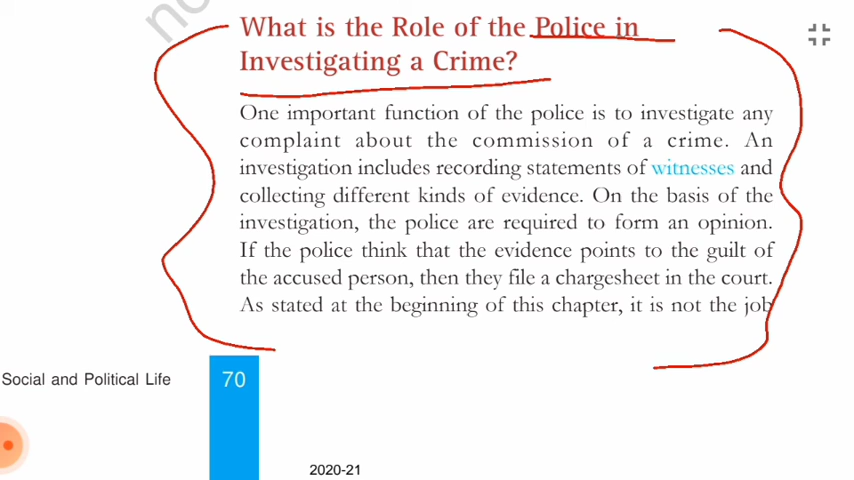 no
What is the Role of the Police in
Investigating a Crime?
One important function of the police is to investigate any
complaint about the commission of a crime. An
investigation includes recording statements of witnesses and
collecting different kinds of evidence. On the basis of the
investigation, the police are required to form an opinion.
If the police think that the evidence points to the guilt of
the accused person, then they file a chargesheet in the court.
As stated at the beginning of this chapter, it is not the job
Social and Political Life
70
2020-21